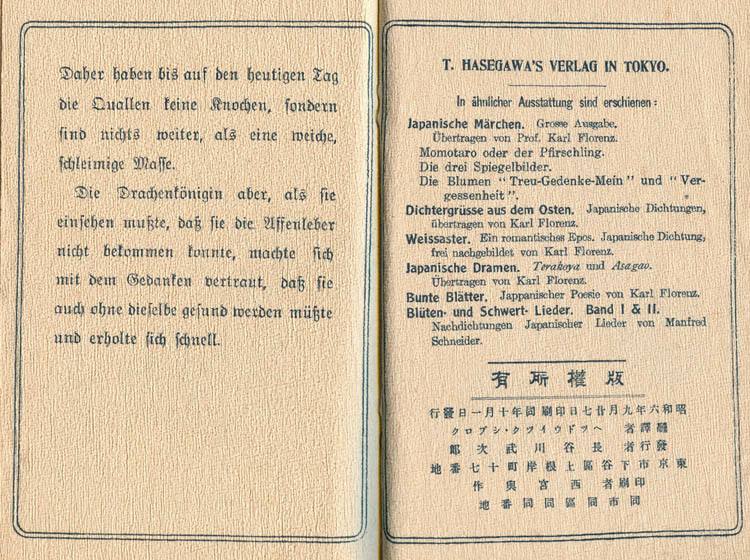 Daher haben bis auf den heutigen Tag
die Quallen keine Knochen, sondern
sind nichts weiter, als eine weiche,
schleimige Masse.
Die Drachenkönigin aber, als sie
einsehen mußte, daß sie die Affenleber
nicht bekommen konnte, machte sich
mit dem Gedanken vertraut, daß sie
auch ohne dieselbe gesund werden müßte
und erholte sich schnell.
T. HASEGAWA'S VERLAG IN TOKYO.
In ähnlicher Ausstattung sind erschienen:
Japanische Märchen. Grosse Ausgabe.
Übertragen von Prof. Karl Florenz.
Momotaro oder der Pfirschling.
Die drei Spiegelbilder.
Die Blumen "Treu-Gedenke-Mein" und "Ver-
gessenheit".
Dichtergrüsse aus dem Osten. Japanische Dichtungen,
übertragen von Karl Florenz.
Weissaster. Ein romantisches Epos. Japanische Dichtung,
frei nachgebildet von Karl Florenz.
Japanische Dramen. Terakoya und Asagao.
Übertragen von Karl Florenz.
Bunte Blätter. Jappanischer Poesie von Karl Florenz.
Blüten- und Schwert- Lieder. Band I & II.
Nachdichtungen Japanischer Lieder von Manfred
Schneider.
版權所有
昭和六年九月廿七日印刷同年十月一日發行
飜譯者 ヘツドウイツク・シプロク
發行者 長谷川武次郎
東京市下谷區上根岸町十七番地
印刷者 西宮與作
同市同區同同番地